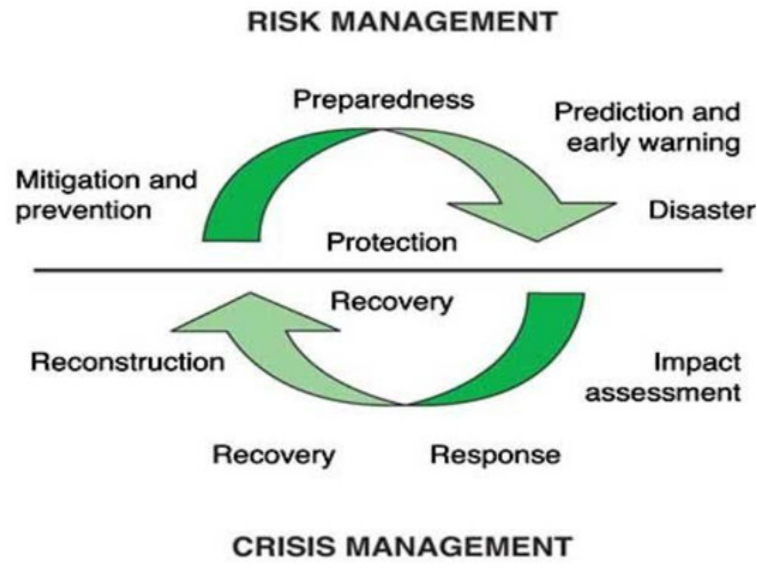 RISK MANAGEMENT
Preparedness
Prediction and
early warning
Mitigation and
prevention
Disaster
Protection
Recovery
Reconstruction
Impact
assessment
Recovery
Response
CRISIS MANAGEMENT